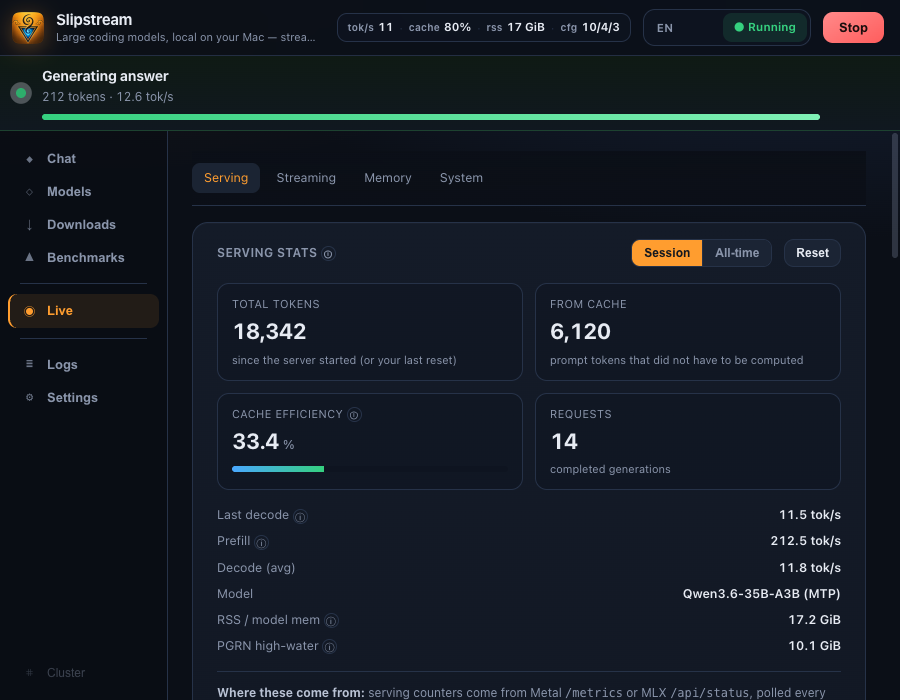 Slipstream
Large coding models, local on your Mac — strea...
tok/s 11 · cache 80% · rss 17 GiB · cfg 10/4/3
EN
Running
Stop
Generating answer
212 tokens · 12.6 tok/s
Chat
Models
Downloads
Benchmarks
Live
Logs
Settings
Cluster
Serving
Streaming
Memory
System
SERVING STATS
Session
All-time
Reset
TOTAL TOKENS
18,342
since the server started (or your last reset)
FROM CACHE
6,120
prompt tokens that did not have to be computed
CACHE EFFICIENCY
33.4 %
REQUESTS
14
completed generations
Last decode 11.5 tok/s
Prefill 212.5 tok/s
Decode (avg) 11.8 tok/s
Model Qwen3.6-35B-A3B (MTP)
RSS / model mem 17.2 GiB
PGRN high-water 10.1 GiB
Where these come from: serving counters come from Metal /metrics or MLX /api/status, polled every